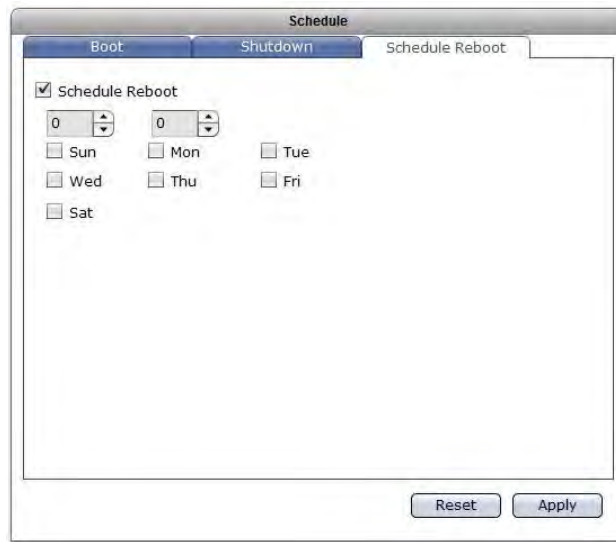 Schedule
Boot Shutdown Schedule Reboot
Schedule Reboot
0 0
Sun Mon Tue
Wed Thu Fri
Sat
Reset Apply